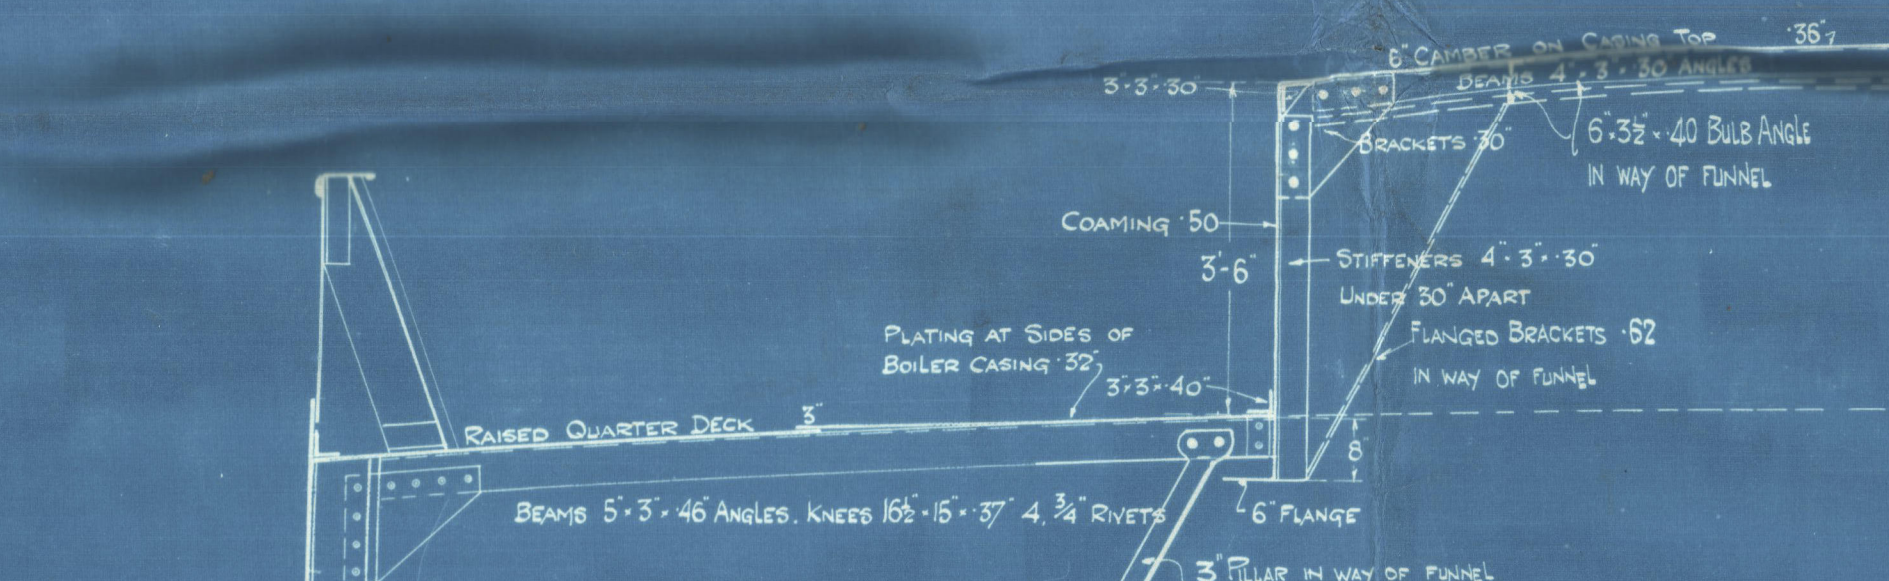 6" CAMBER ON CASING TOP ·36"
3"·3"·30"
BEAMS 4"·3"·30" ANGLES
6"×3½"×·40 BULB ANGLE
IN WAY OF FUNNEL
BRACKETS ·30"
COAMING ·50
3'-6"
STIFFENERS 4"·3"×·30"
UNDER 30" APART
PLATING AT SIDES OF
BOILER CASING ·32"
FLANGED BRACKETS ·62
IN WAY OF FUNNEL
3"×3"×·40"
RAISED QUARTER DECK
3"
8"
BEAMS 5"×3"×·46" ANGLES. KNEES 16½"×15"×·37" 4, ¾" RIVETS
6" FLANGE
3" PILLAR IN WAY OF FUNNEL